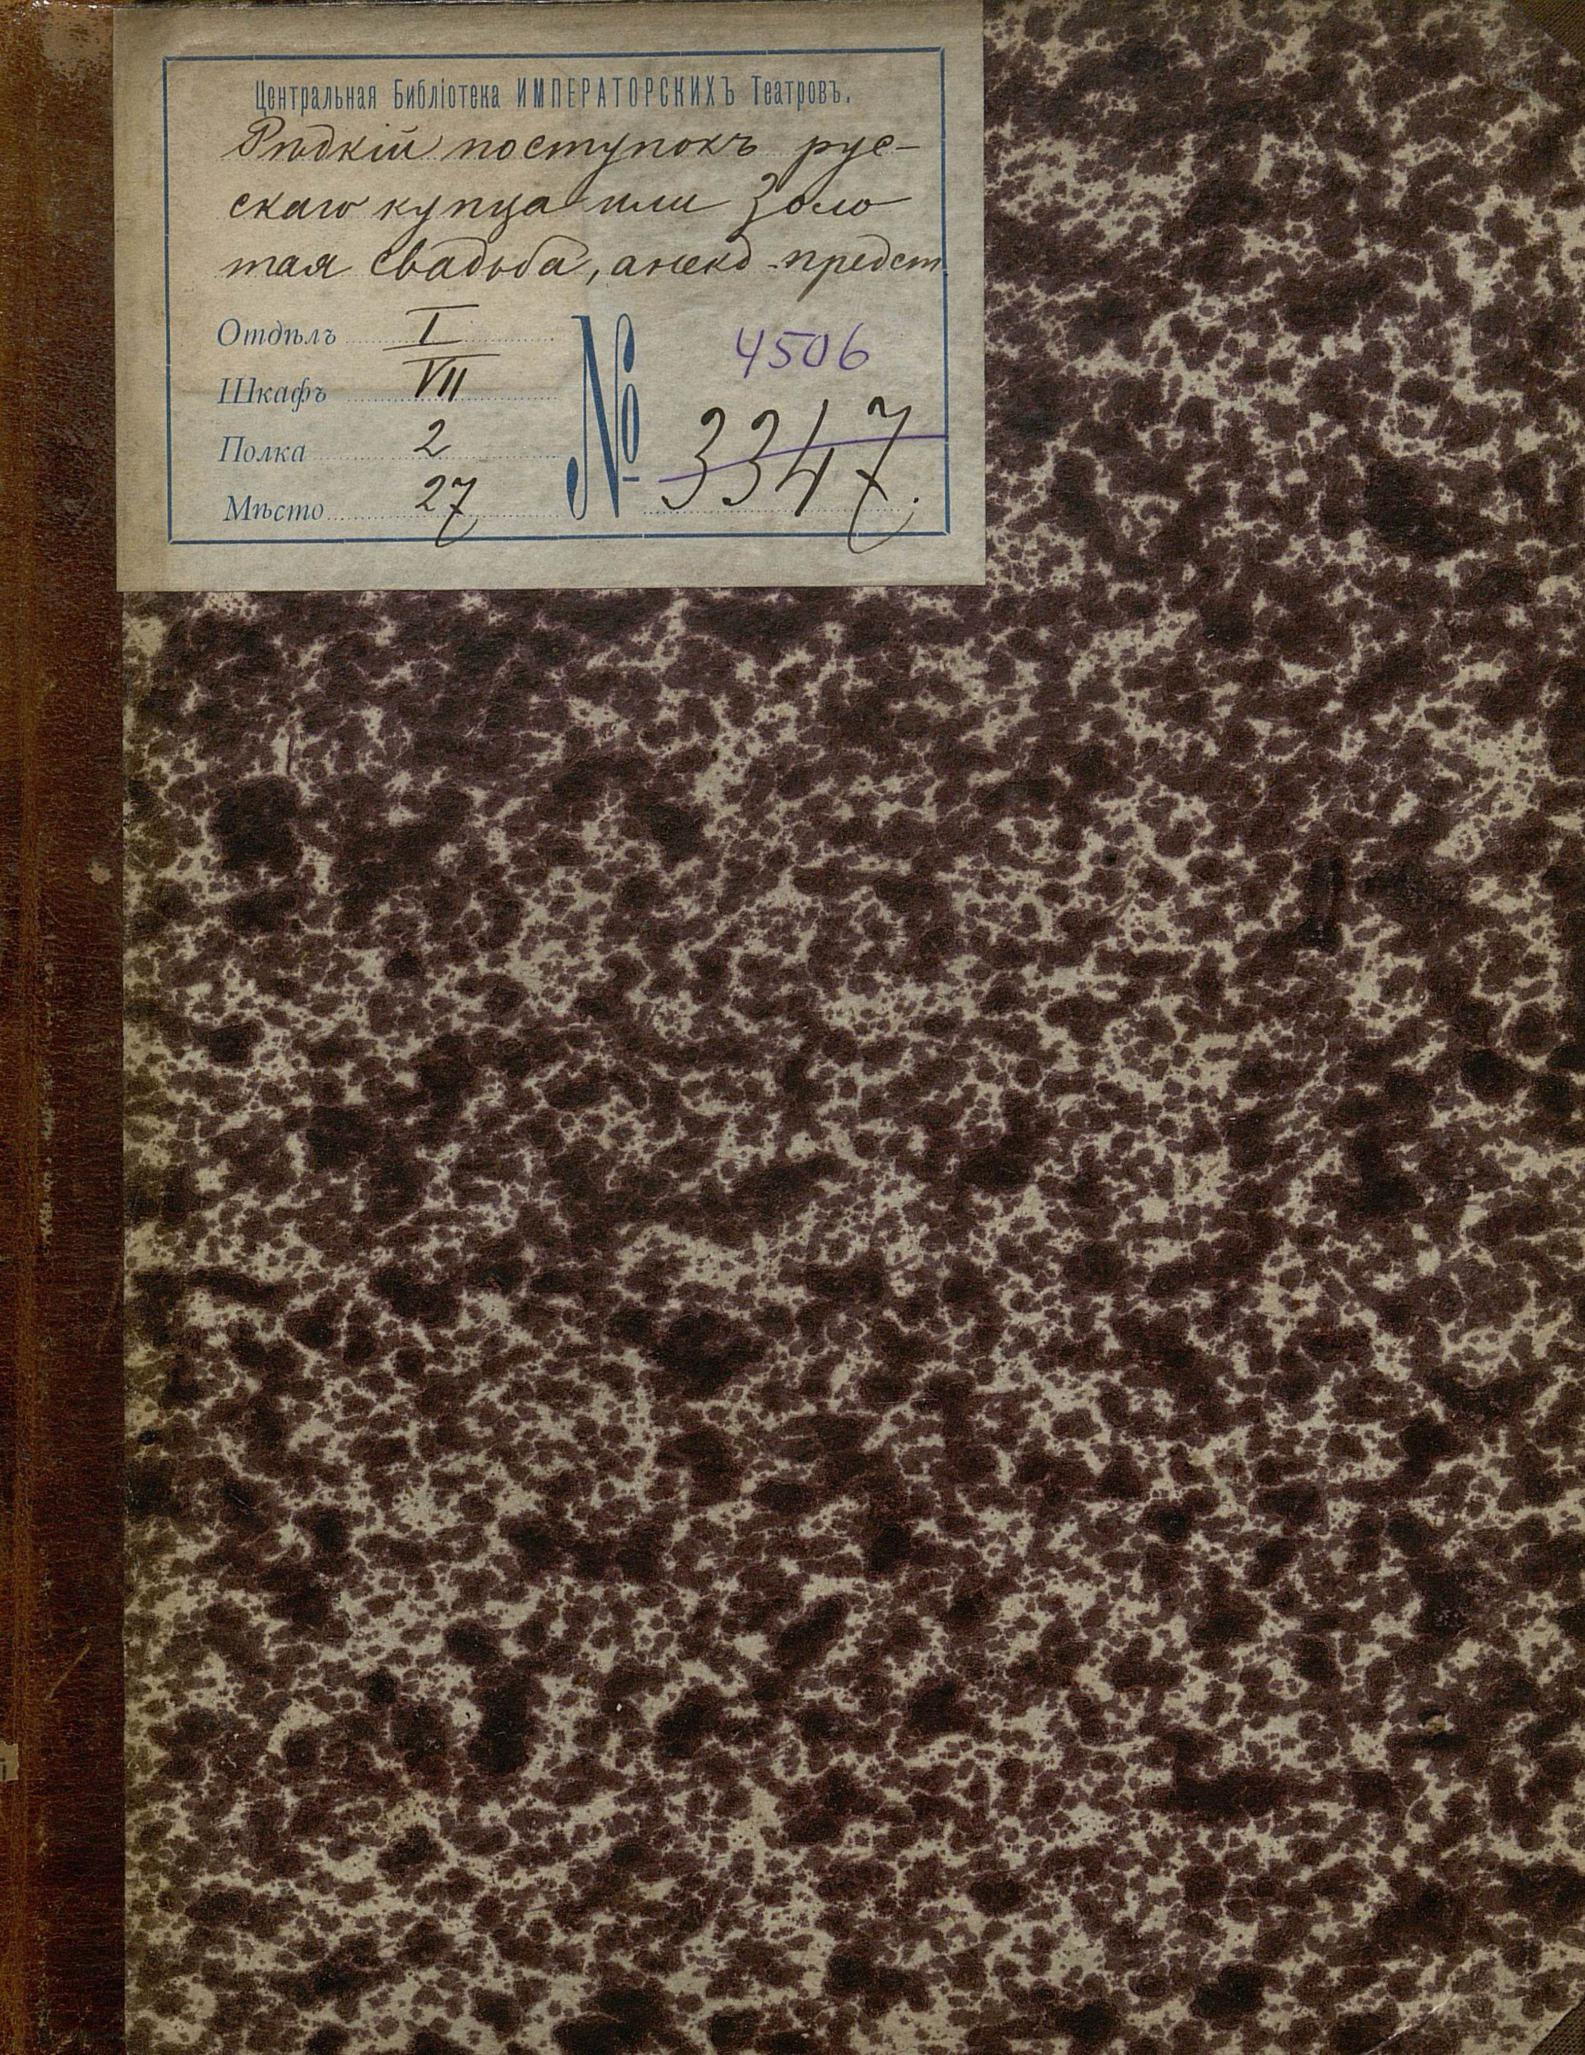 Центральная Библіотека ИМПЕРАТОРСКИХЪ Театровъ.
Рѣдкій поступокъ рус-
скаго купца или Золо
тая свадьба, анекд. предст.
Отдѣлъ I
Шкафъ VII
Полка 2
Мѣсто 27
№ 4506
3347.